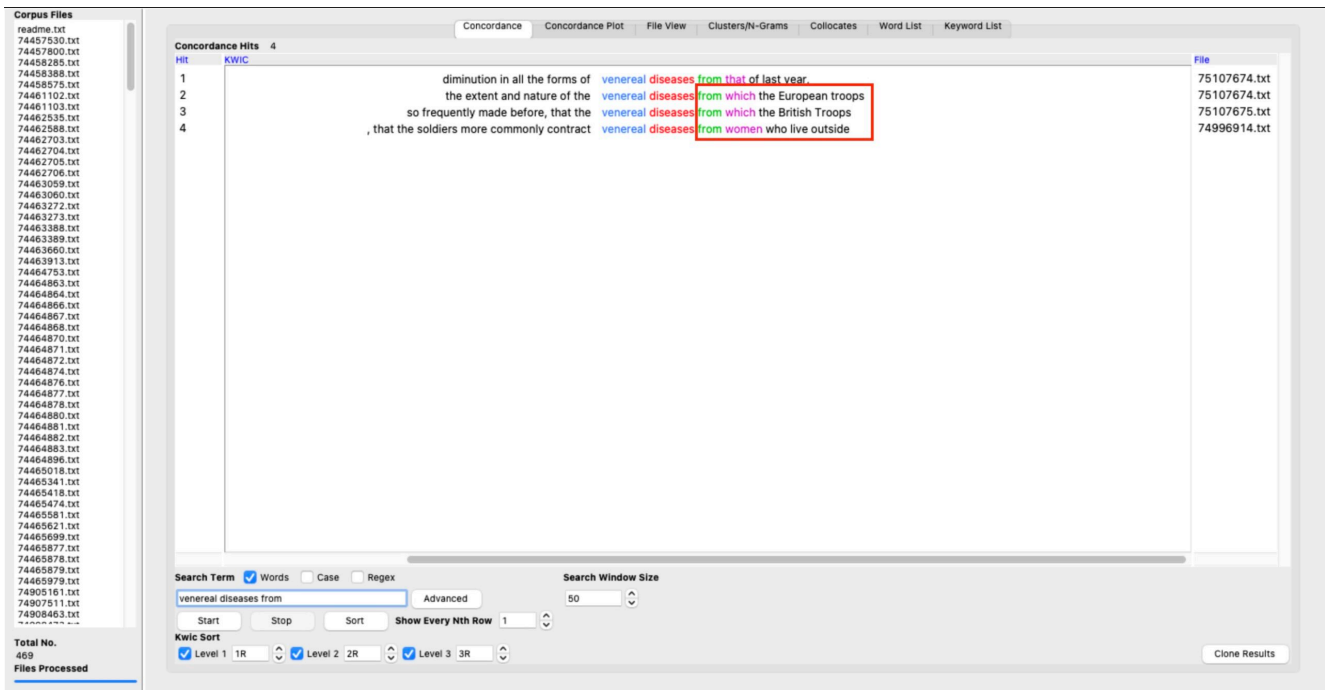 Corpus Files
readme.txt
74457530.txt
74457800.txt
74458285.txt
74458388.txt
74458575.txt
74461102.txt
74461103.txt
74462535.txt
74462588.txt
74462703.txt
74462704.txt
74462705.txt
74462706.txt
74463059.txt
74463060.txt
74463272.txt
74463273.txt
74463388.txt
74463389.txt
74463660.txt
74463913.txt
74464753.txt
74464863.txt
74464864.txt
74464866.txt
74464867.txt
74464868.txt
74464870.txt
74464871.txt
74464872.txt
74464874.txt
74464876.txt
74464877.txt
74464878.txt
74464880.txt
74464881.txt
74464882.txt
74464883.txt
74464896.txt
74465018.txt
74465341.txt
74465418.txt
74465474.txt
74465581.txt
74465621.txt
74465699.txt
74465877.txt
74465878.txt
74465879.txt
74465979.txt
74905161.txt
74907511.txt
74908463.txt
Total No.
469
Files Processed
Concordance Concordance Plot File View Clusters/N-Grams Collocates Word List Keyword List
Concordance Hits 4
Hit KWIC File
1 diminution in all the forms of venereal diseases from that of last year. 75107674.txt
2 the extent and nature of the venereal diseases from which the European troops 75107674.txt
3 so frequently made before, that the venereal diseases from which the British Troops 75107675.txt
4 , that the soldiers more commonly contract venereal diseases from women who live outside 74996914.txt
Search Term Words Case Regex Search Window Size
venereal diseases from Advanced 50
Start Stop Sort Show Every Nth Row 1
Kwic Sort
Level 1 1R Level 2 2R Level 3 3R Clone Results